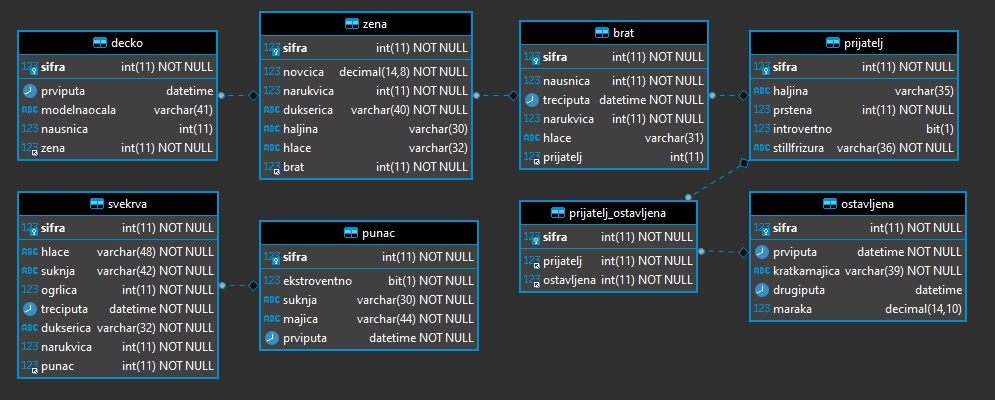 decko
123 sifra int(11) NOT NULL
prviputa datetime
ABC modelnaocala varchar(41)
123 nausnica int(11)
123 zena int(11) NOT NULL
zena
123 sifra int(11) NOT NULL
123 novcica decimal(14,8) NOT NULL
123 narukvica int(11) NOT NULL
ABC dukserica varchar(40) NOT NULL
ABC haljina varchar(30)
ABC hlace varchar(32)
123 brat int(11) NOT NULL
brat
123 sifra int(11) NOT NULL
123 nausnica int(11) NOT NULL
treciputa datetime NOT NULL
123 narukvica int(11) NOT NULL
ABC hlace varchar(31)
123 prijatelj int(11)
prijatelj
123 sifra int(11) NOT NULL
ABC haljina varchar(35)
123 prstena int(11) NOT NULL
123 introvertno bit(1)
ABC stillfrizura varchar(36) NOT NULL
svekrva
123 sifra int(11) NOT NULL
ABC hlace varchar(48) NOT NULL
ABC suknja varchar(42) NOT NULL
123 ogrlica int(11) NOT NULL
treciputa datetime NOT NULL
ABC dukserica varchar(32) NOT NULL
123 narukvica int(11) NOT NULL
123 punac int(11) NOT NULL
punac
123 sifra int(11) NOT NULL
123 ekstroventno bit(1) NOT NULL
ABC suknja varchar(30) NOT NULL
ABC majica varchar(44) NOT NULL
prviputa datetime NOT NULL
prijatelj_ostavljena
123 sifra int(11) NOT NULL
123 prijatelj int(11) NOT NULL
123 ostavljena int(11) NOT NULL
ostavljena
123 sifra int(11) NOT NULL
prviputa datetime NOT NULL
ABC kratkamajica varchar(39) NOT NULL
drugiputa datetime
123 maraka decimal(14,10)